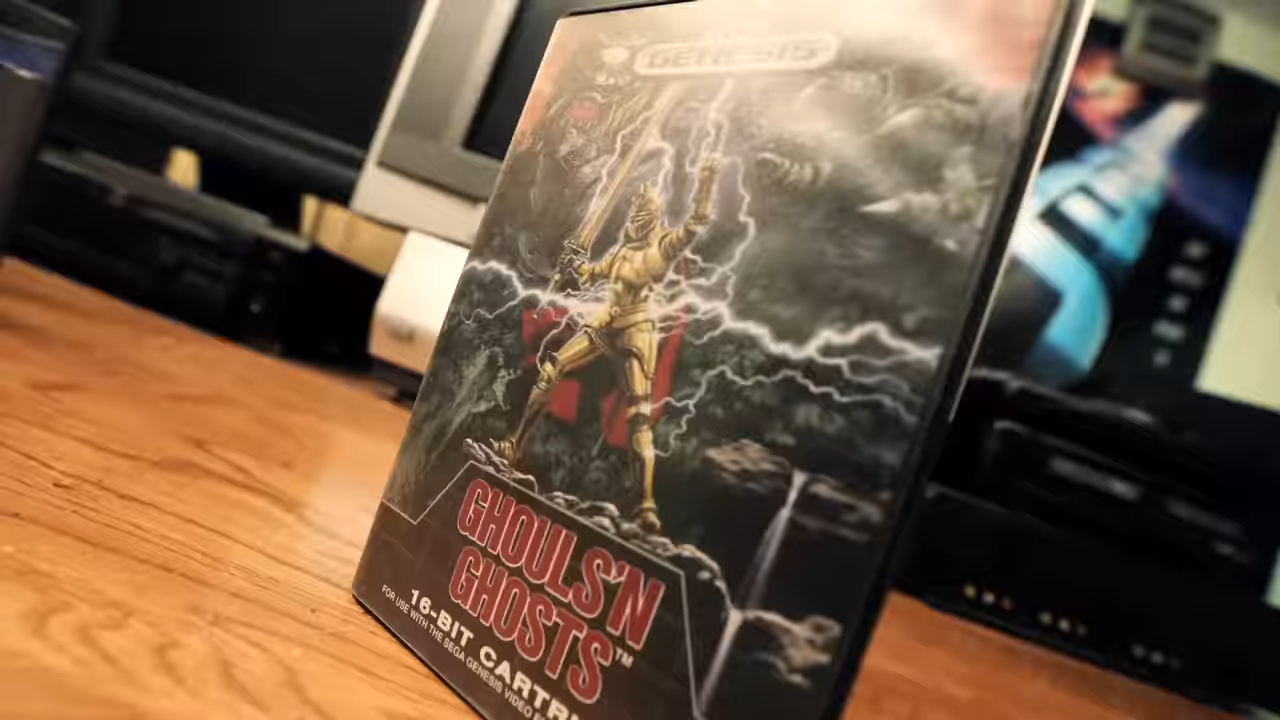 GENESIS
GHOULS'N
GHOSTS™
16-BIT CARTRI
FOR USE WITH THE SEGA GENESIS VIDEO E